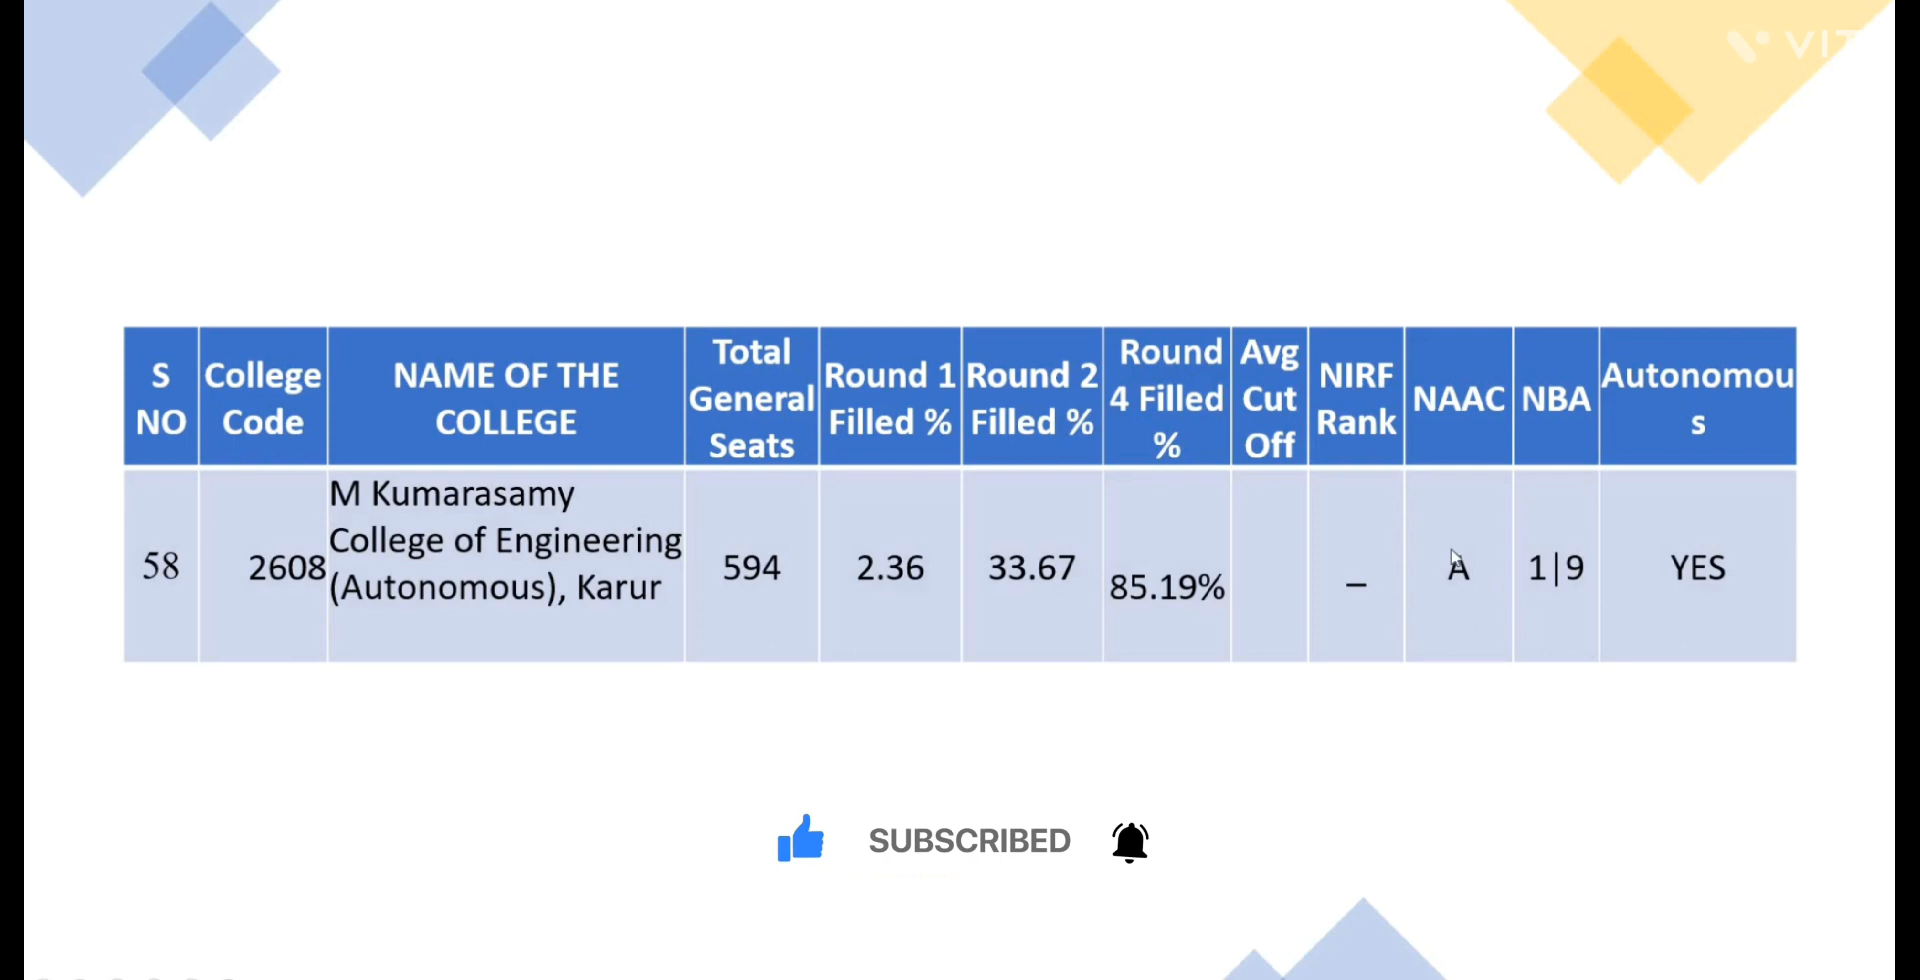 VIT
S
NO
College
Code
NAME OF THE
COLLEGE
Total
General
Seats
Round 1
Filled %
Round 2
Filled %
Round
4 Filled
%
Avg
Cut
Off
NIRF
Rank
NAAC
NBA
Autonomou
s
58
2608
M Kumarasamy
College of Engineering
(Autonomous), Karur
594
2.36
33.67
85.19%
–
A
1|9
YES
SUBSCRIBED